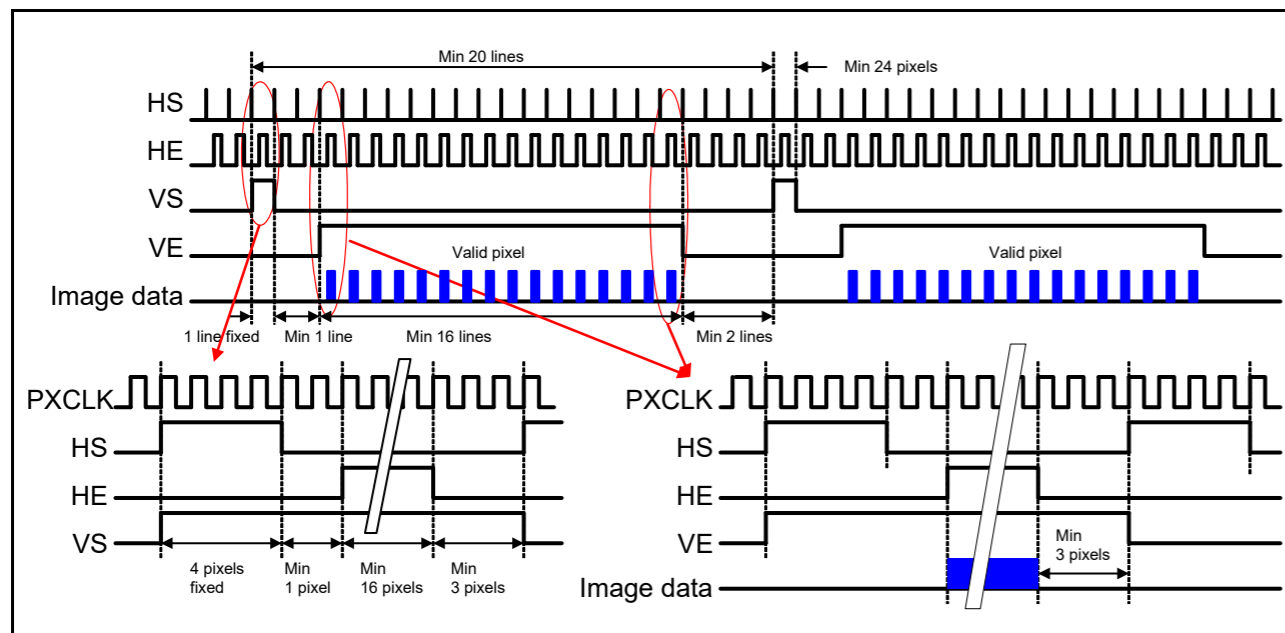 Min 20 lines
Min 24 pixels
HS
HE
VS
VE
Valid pixel
Valid pixel
Image data
1 line fixed
Min 1 line
Min 16 lines
Min 2 lines
PXCLK
HS
HE
VS
4 pixels
fixed
Min
1 pixel
Min
16 pixels
Min
3 pixels
PXCLK
HS
HE
VE
Min
3 pixels
Image data